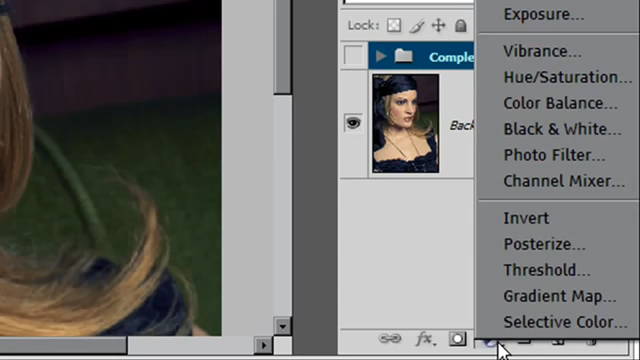 Exposure...
Lock:
Vibrance...
Comple
Hue/Saturation...
Color Balance...
Back
Black & White...
Photo Filter...
Channel Mixer...
Invert
Posterize...
Threshold...
Gradient Map...
Selective Color...
fx